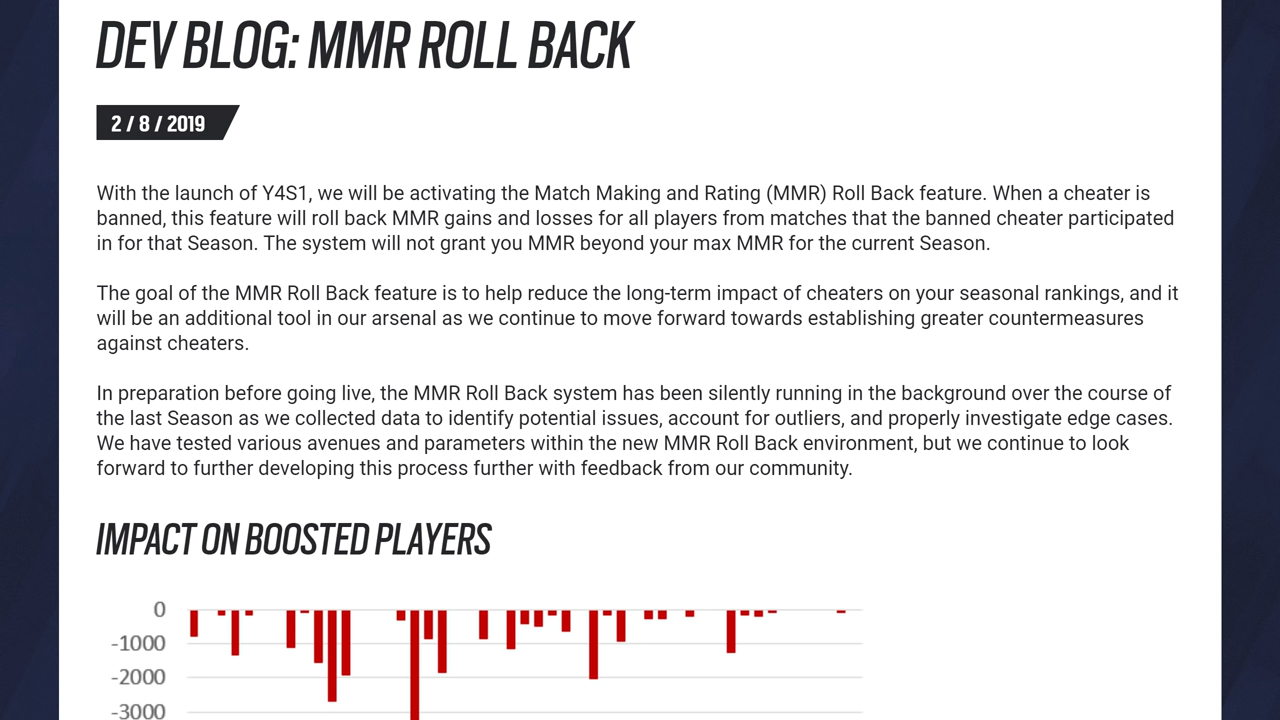 DEV BLOG: MMR ROLL BACK
2 / 8 / 2019
With the launch of Y4S1, we will be activating the Match Making and Rating (MMR) Roll Back feature. When a cheater is
banned, this feature will roll back MMR gains and losses for all players from matches that the banned cheater participated
in for that Season. The system will not grant you MMR beyond your max MMR for the current Season.
The goal of the MMR Roll Back feature is to help reduce the long-term impact of cheaters on your seasonal rankings, and it
will be an additional tool in our arsenal as we continue to move forward towards establishing greater countermeasures
against cheaters.
In preparation before going live, the MMR Roll Back system has been silently running in the background over the course of
the last Season as we collected data to identify potential issues, account for outliers, and properly investigate edge cases.
We have tested various avenues and parameters within the new MMR Roll Back environment, but we continue to look
forward to further developing this process further with feedback from our community.
IMPACT ON BOOSTED PLAYERS
0
-1000
-2000
-3000